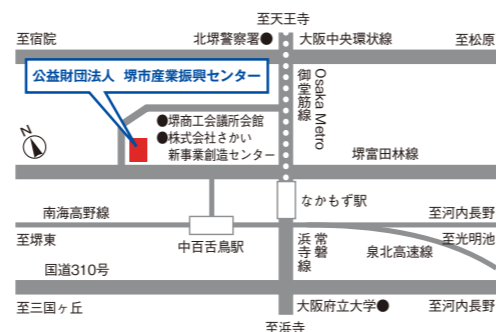 至天王寺
至宿院
北堺警察署●
大阪中央環状線
至松原
公益財団法人 堺市産業振興センター
Osaka Metro
御堂筋線
●堺商工会議所会館
●株式会社さかい
新事業創造センター
N
堺富田林線
なかもず駅
南海高野線
至河内長野
至堺東
中百舌鳥駅
常磐
浜寺線
泉北高速線
至光明池
国道310号
至三国ヶ丘
大阪府立大学●
至河内長野
至浜寺